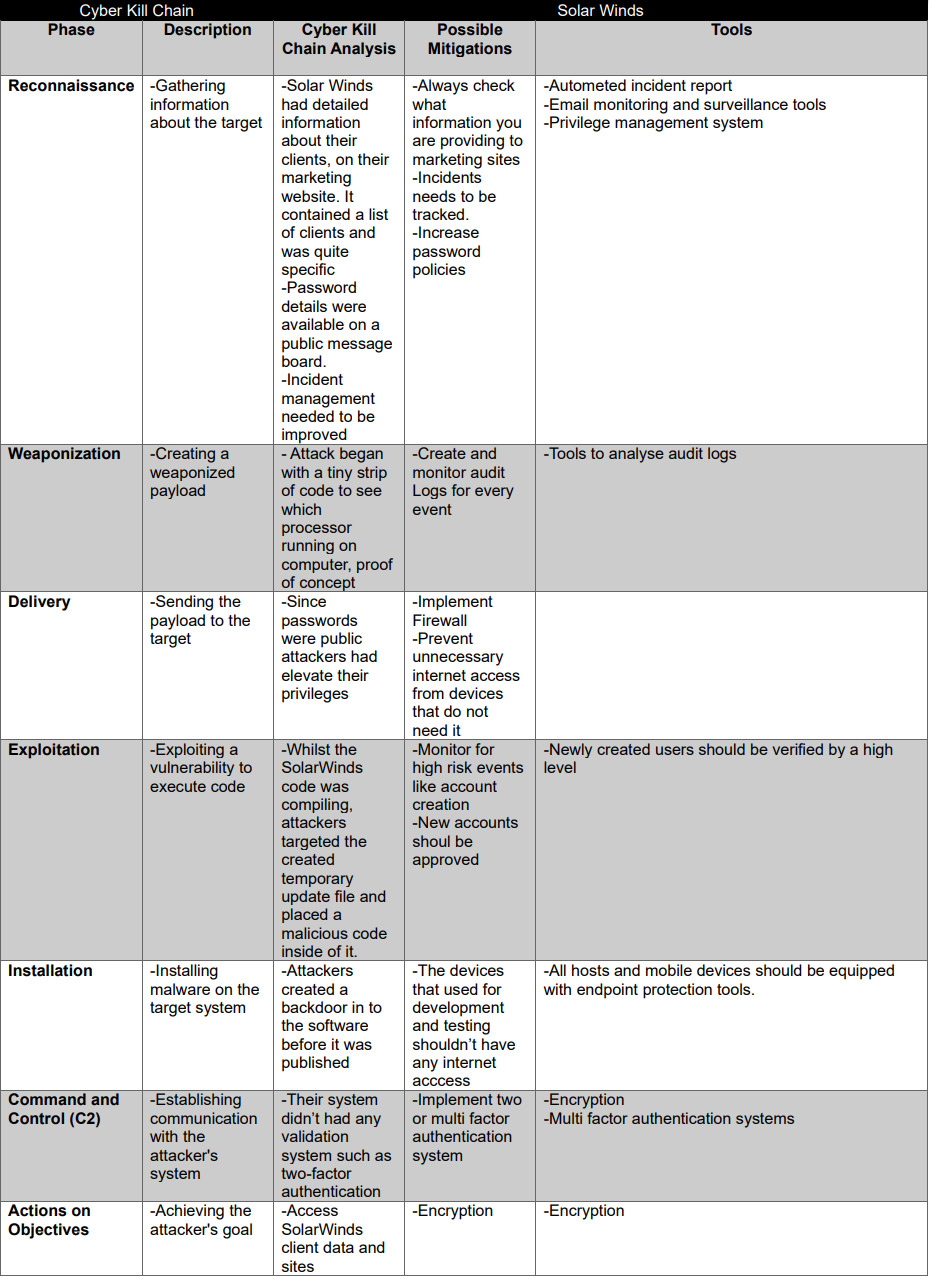 Cyber Kill Chain
Solar Winds
Phase
Description
Cyber Kill
Chain Analysis
Possible
Mitigations
Tools
Reconnaissance
-Gathering
information
about the target
-Solar Winds
had detailed
information
about their
clients, on their
marketing
website. It
contained a list
of clients and
was quite
specific
-Password
details were
available on a
public message
board.
-Incident
management
needed to be
improved
-Always check
what
information you
are providing to
marketing sites
-Incidents
needs to be
tracked.
-Increase
password
policies
-Autometed incident report
-Email monitoring and surveillance tools
-Privilege management system
Weaponization
-Creating a
weaponized
payload
- Attack began
with a tiny strip
of code to see
which
processor
running on
computer, proof
of concept
-Create and
monitor audit
Logs for every
event
-Tools to analyse audit logs
Delivery
-Sending the
payload to the
target
-Since
passwords
were public
attackers had
elevate their
privileges
-Implement
Firewall
-Prevent
unnecessary
internet access
from devices
that do not
need it
Exploitation
-Exploiting a
vulnerability to
execute code
-Whilst the
SolarWinds
code was
compiling,
attackers
targeted the
created
temporary
update file and
placed a
malicious code
inside of it.
-Monitor for
high risk events
like account
creation
-New accounts
shoul be
approved
-Newly created users should be verified by a high
level
Installation
-Installing
malware on the
target system
-Attackers
created a
backdoor in to
the software
before it was
published
-The devices
that used for
development
and testing
shouldn’t have
any internet
acccess
-All hosts and mobile devices should be equipped
with endpoint protection tools.
Command and
Control (C2)
-Establishing
communication
with the
attacker's
system
-Their system
didn’t had any
validation
system such as
two-factor
authentication
-Implement two
or multi factor
authentication
system
-Encryption
-Multi factor authentication systems
Actions on
Objectives
-Achieving the
attacker's goal
-Access
SolarWinds
client data and
sites
-Encryption
-Encryption